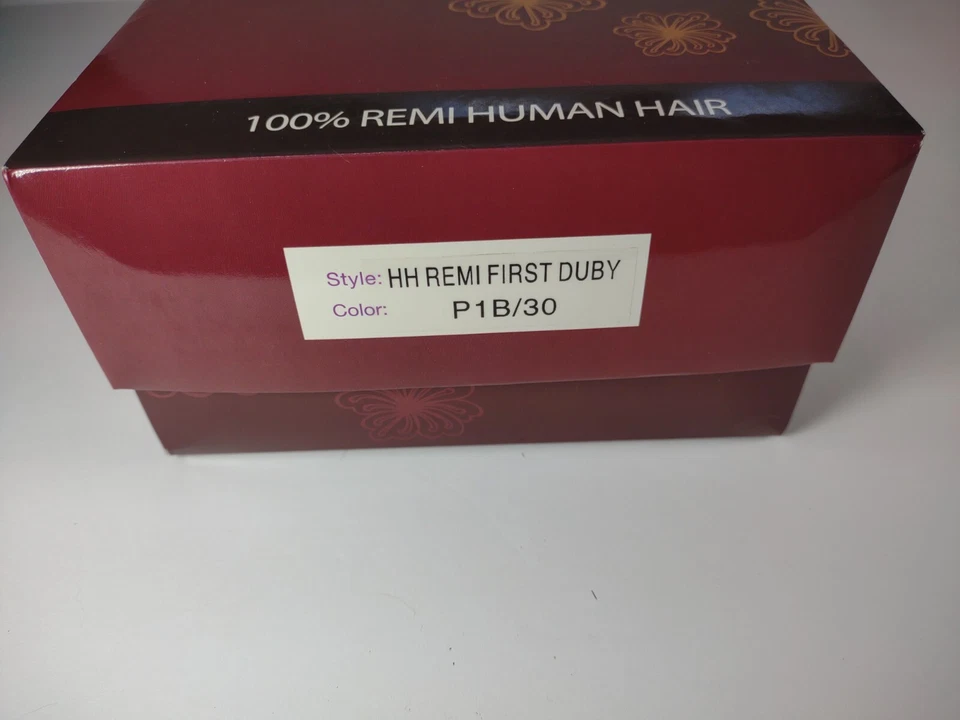 100% REMI HUMAN HAIR
Style: HH REMI FIRST DUBY
Color: P1B/30